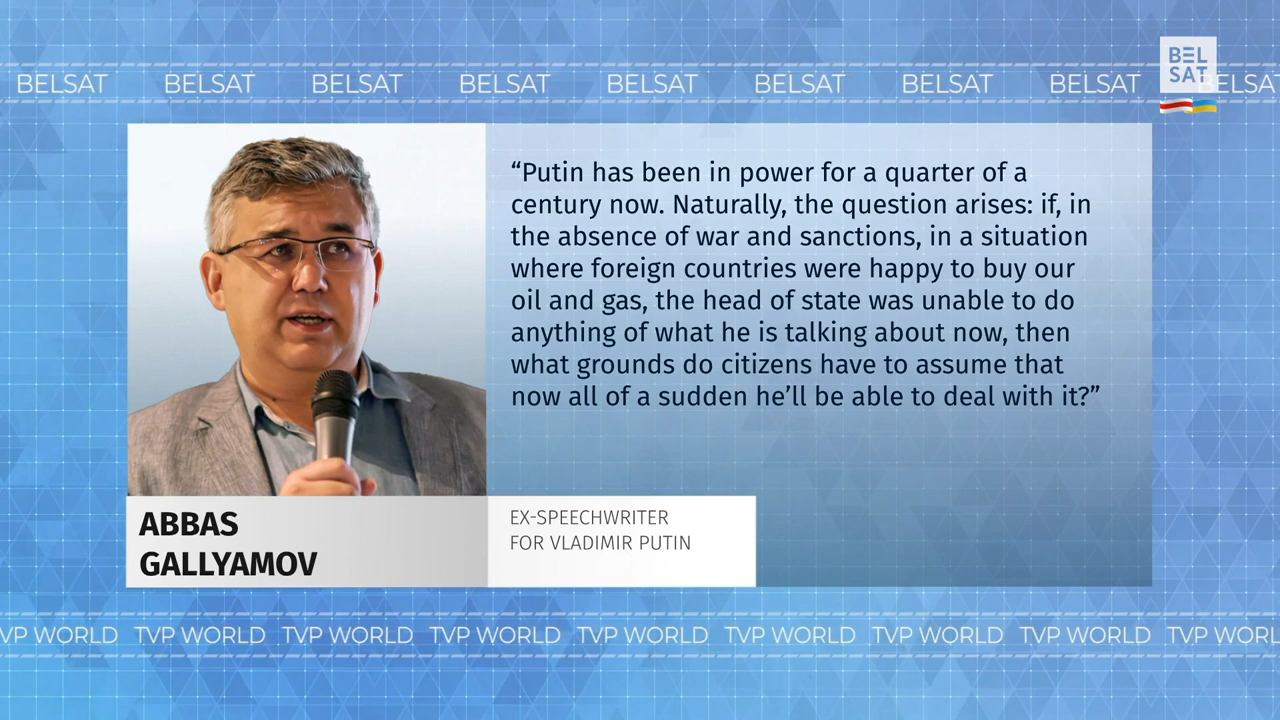 BELSAT BELSAT BELSAT BELSAT BELSAT BELSAT BELSAT BELSAT BELSA
BEL
SAT
“Putin has been in power for a quarter of a
century now. Naturally, the question arises: if, in
the absence of war and sanctions, in a situation
where foreign countries were happy to buy our
oil and gas, the head of state was unable to do
anything of what he is talking about now, then
what grounds do citizens have to assume that
now all of a sudden he’ll be able to deal with it?”
ABBAS
GALLYAMOV
EX-SPEECHWRITER
FOR VLADIMIR PUTIN
VP WORLD TVP WORLD TVP WORLD TVP WORLD TVP WORLD TVP WORLD TVP WORLD TVP WORLD TVP WORL